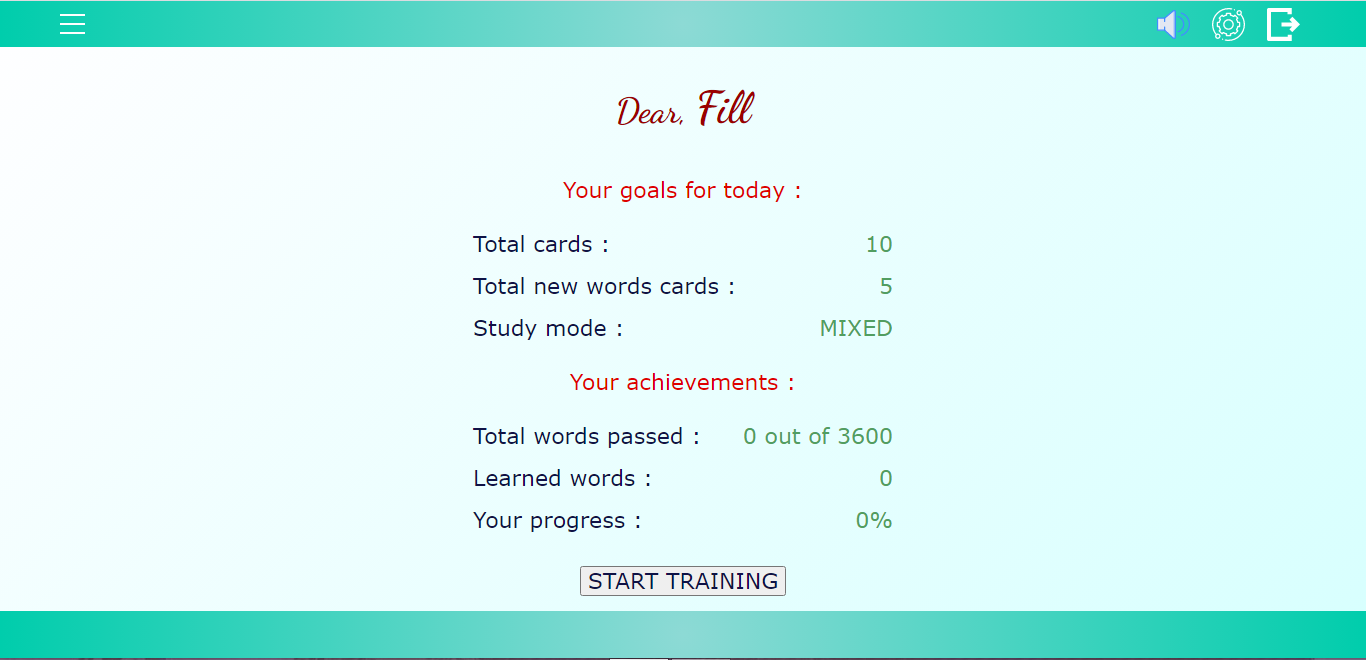 Dear, Fill
Your goals for today :
Total cards : 10
Total new words cards : 5
Study mode : MIXED
Your achievements :
Total words passed : 0 out of 3600
Learned words : 0
Your progress : 0%
START TRAINING